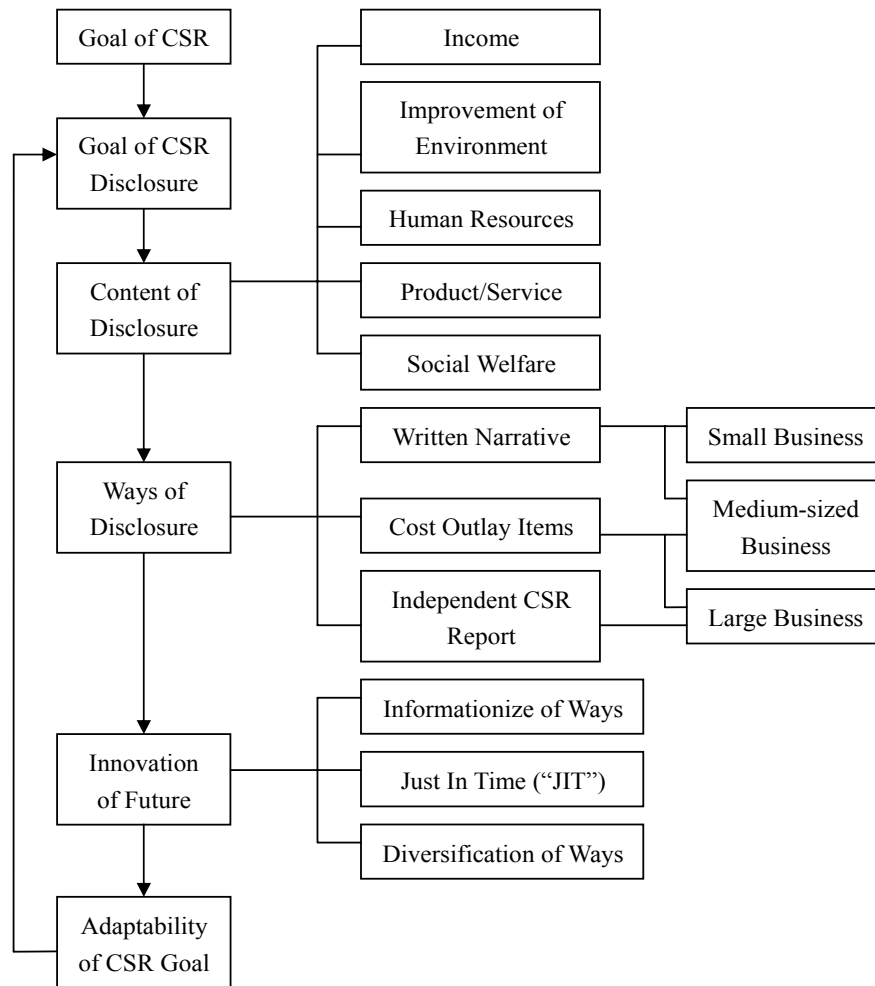 Goal of CSR
Income
Improvement of
Environment
Goal of CSR
Disclosure
Human Resources
Content of
Disclosure
Product/Service
Social Welfare
Written Narrative
Small Business
Ways of
Disclosure
Cost Outlay Items
Medium-sized
Business
Independent CSR
Report
Large Business
Informationize of Ways
Innovation
of Future
Just In Time (“JIT”)
Diversification of Ways
Adaptability
of CSR Goal